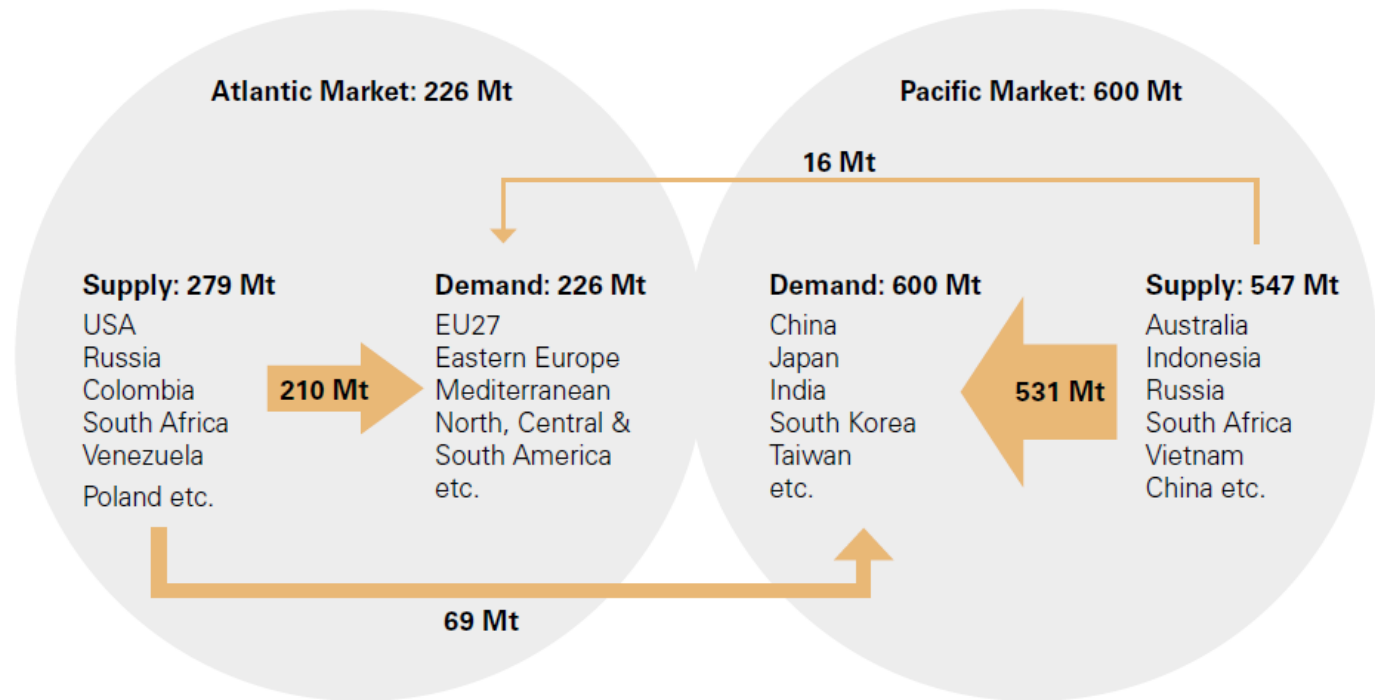 Atlantic Market: 226 Mt
Pacific Market: 600 Mt
16 Mt
Supply: 279 Mt
USA
Russia
Colombia
South Africa
Venezuela
Poland etc.
210 Mt
Demand: 226 Mt
EU27
Eastern Europe
Mediterranean
North, Central &
South America
etc.
Demand: 600 Mt
China
Japan
India
South Korea
Taiwan
etc.
531 Mt
Supply: 547 Mt
Australia
Indonesia
Russia
South Africa
Vietnam
China etc.
69 Mt